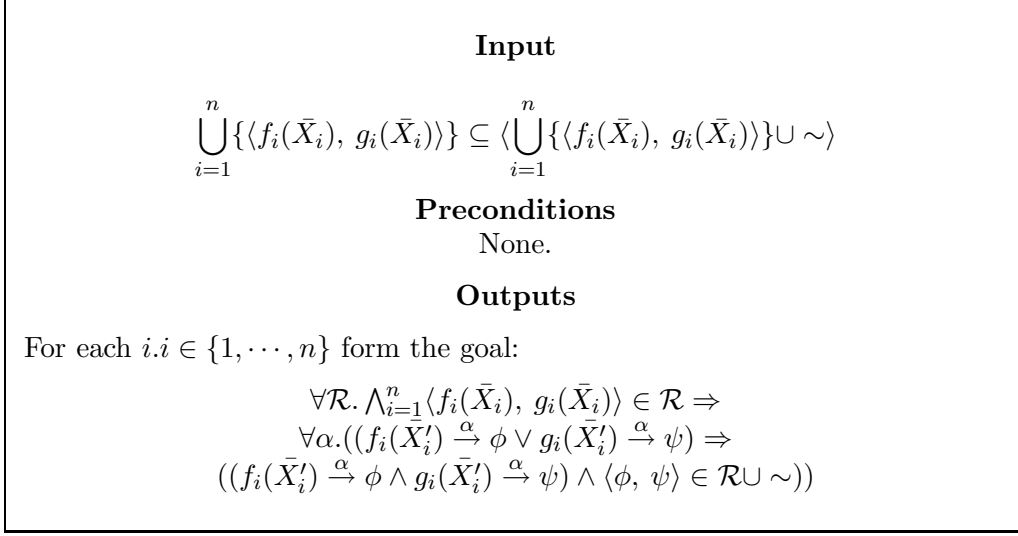 Input
⋃_{i=1}^{n} {⟨f_i(X̄_i), g_i(X̄_i)⟩} ⊆ ⟨⋃_{i=1}^{n} {⟨f_i(X̄_i), g_i(X̄_i)⟩}∪ ∼⟩
Preconditions
None.
Outputs
For each i.i ∈ {1, ⋯, n} form the goal:
∀ℛ. ⋀_{i=1}^{n} ⟨f_i(X̄_i), g_i(X̄_i)⟩ ∈ ℛ ⇒
∀α.((f_i(X̄′_i) →^α ϕ ∨ g_i(X̄′_i) →^α ψ) ⇒
((f_i(X̄′_i) →^α ϕ ∧ g_i(X̄′_i) →^α ψ) ∧ ⟨ϕ, ψ⟩ ∈ ℛ∪ ∼))